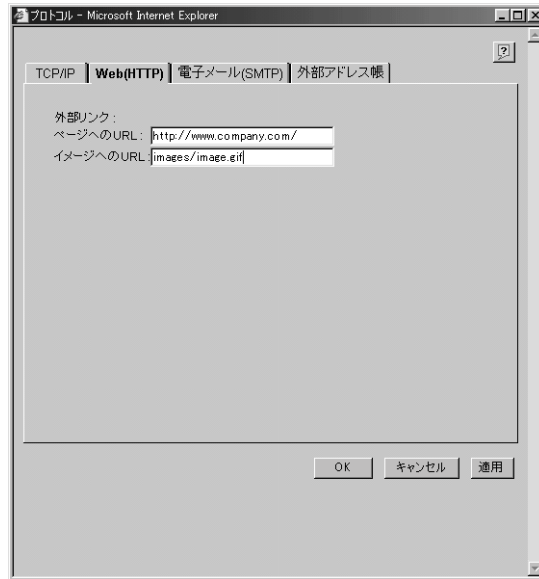 プロトコル - Microsoft Internet Explorer
?
TCP/IP Web(HTTP) 電子メール(SMTP) 外部アドレス帳
外部リンク:
ページへのURL: http://www.company.com/
イメージへのURL: images/image.gif
OK キャンセル 適用